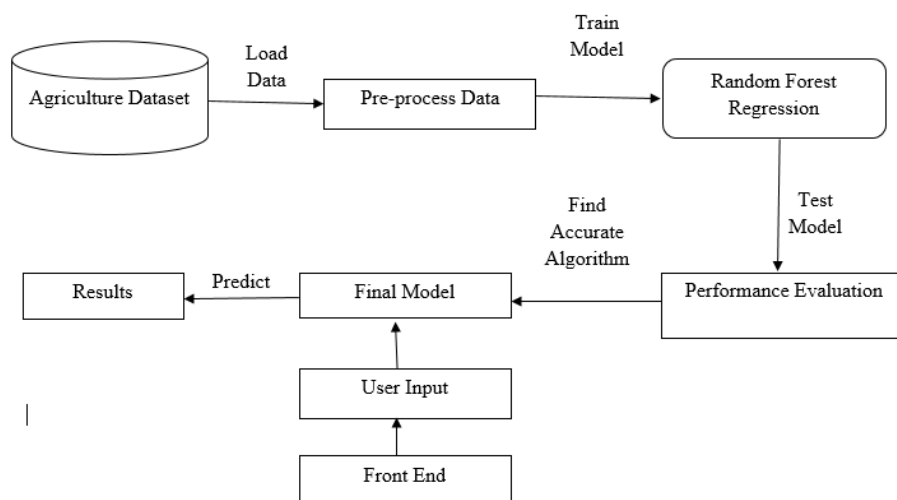 Load
Data
Train
Model
Agriculture Dataset
Pre-process Data
Random Forest
Regression
Test
Model
Find
Accurate
Algorithm
Results
Predict
Final Model
Performance Evaluation
User Input
Front End